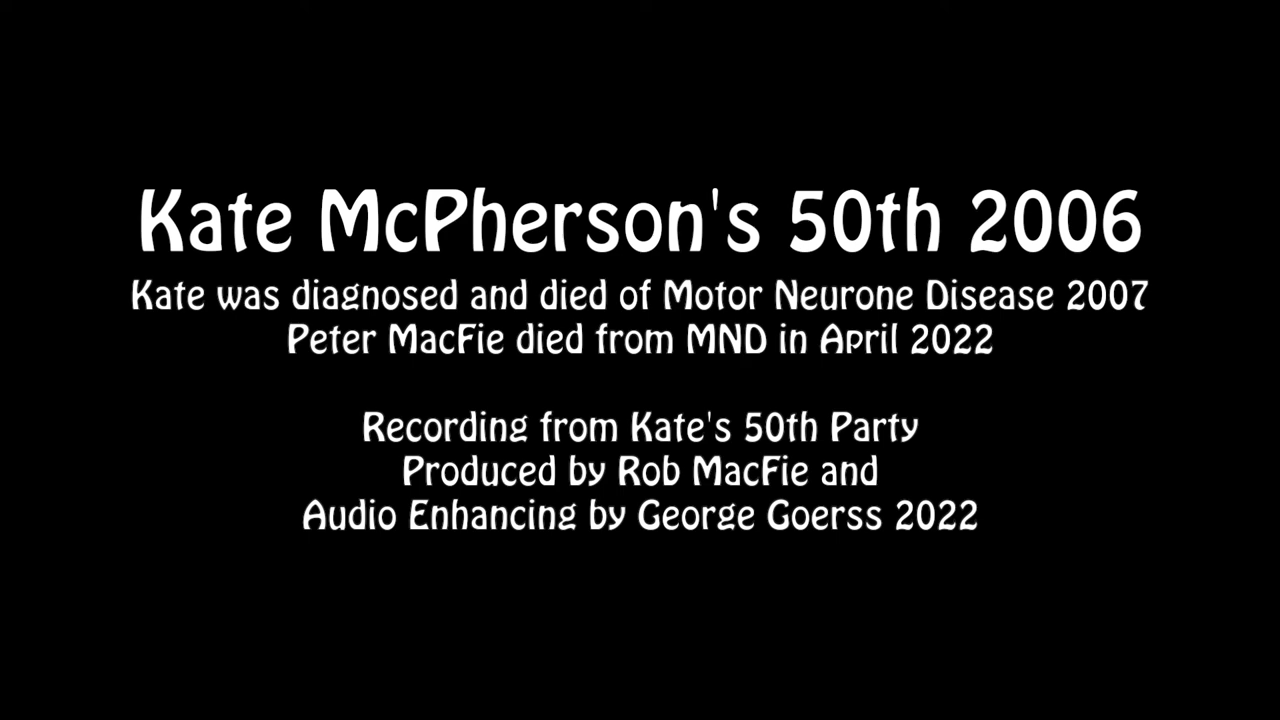 Kate McPherson's 50th 2006
Kate was diagnosed and died of Motor Neurone Disease 2007
Peter MacFie died from MND in April 2022
Recording from Kate's 50th Party
Produced by Rob MacFie and
Audio Enhancing by George Goerss 2022